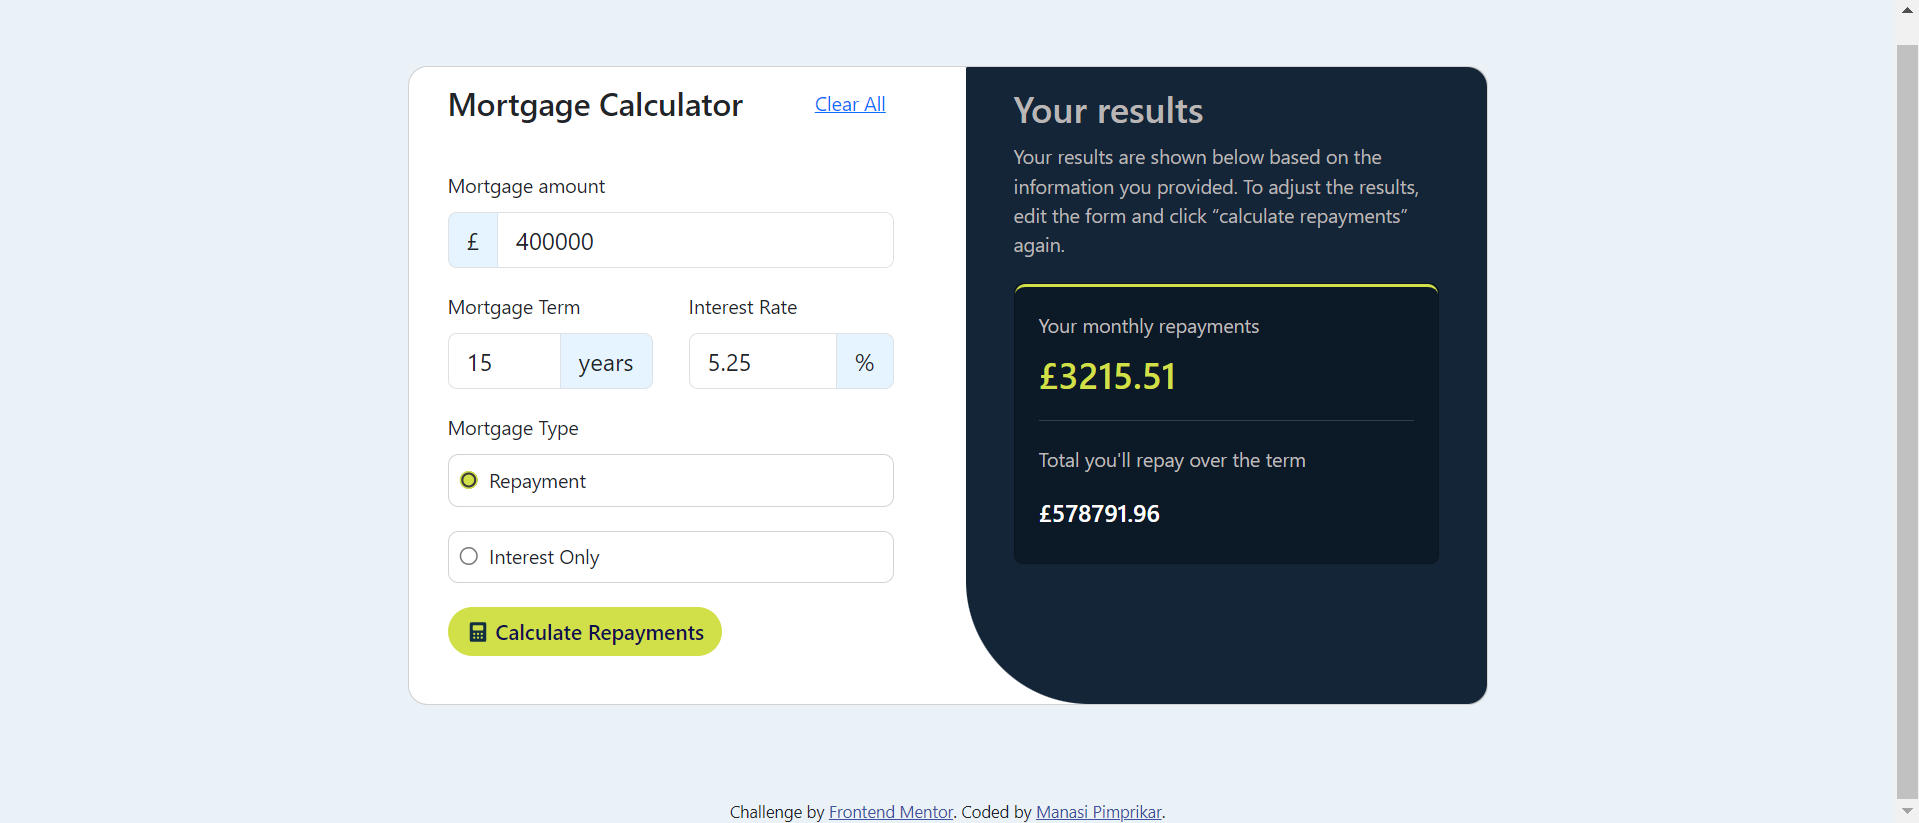 Mortgage Calculator
Clear All
Mortgage amount
£ 400000
Mortgage Term
Interest Rate
15 years
5.25 %
Mortgage Type
Repayment
Interest Only
Calculate Repayments
Your results
Your results are shown below based on the
information you provided. To adjust the results,
edit the form and click “calculate repayments”
again.
Your monthly repayments
£3215.51
Total you'll repay over the term
£578791.96
Challenge by Frontend Mentor. Coded by Manasi Pimprikar.